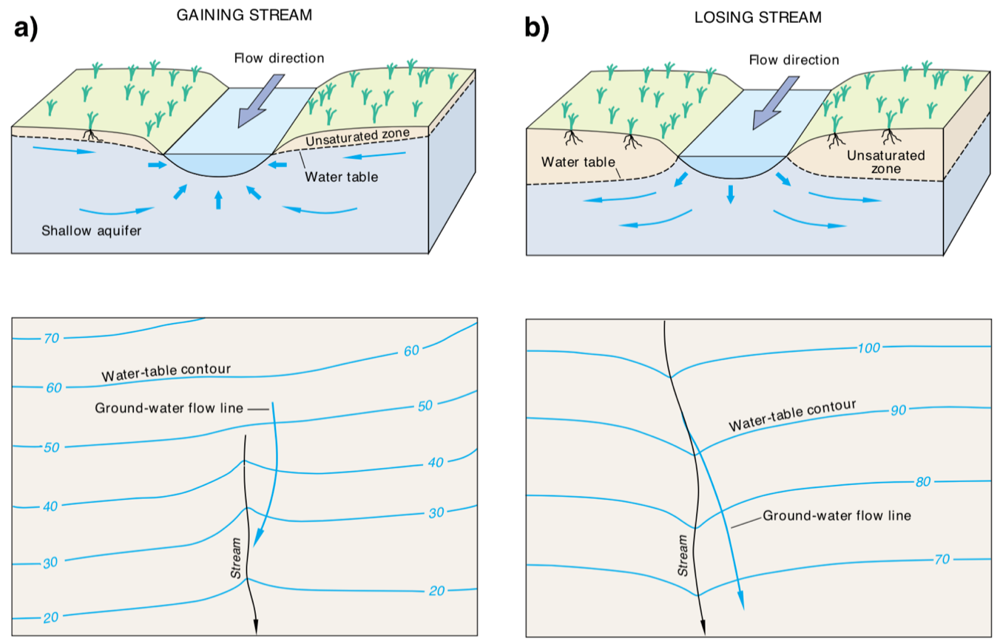 a)
GAINING STREAM
Flow direction
Unsaturated zone
Water table
Shallow aquifer
b)
LOSING STREAM
Flow direction
Water table
Unsaturated
zone
70
60
Water-table contour
60
Ground-water flow line
50
50
40
40
30
30
Stream
20
20
100
Water-table contour
90
80
Ground-water flow line
Stream
70